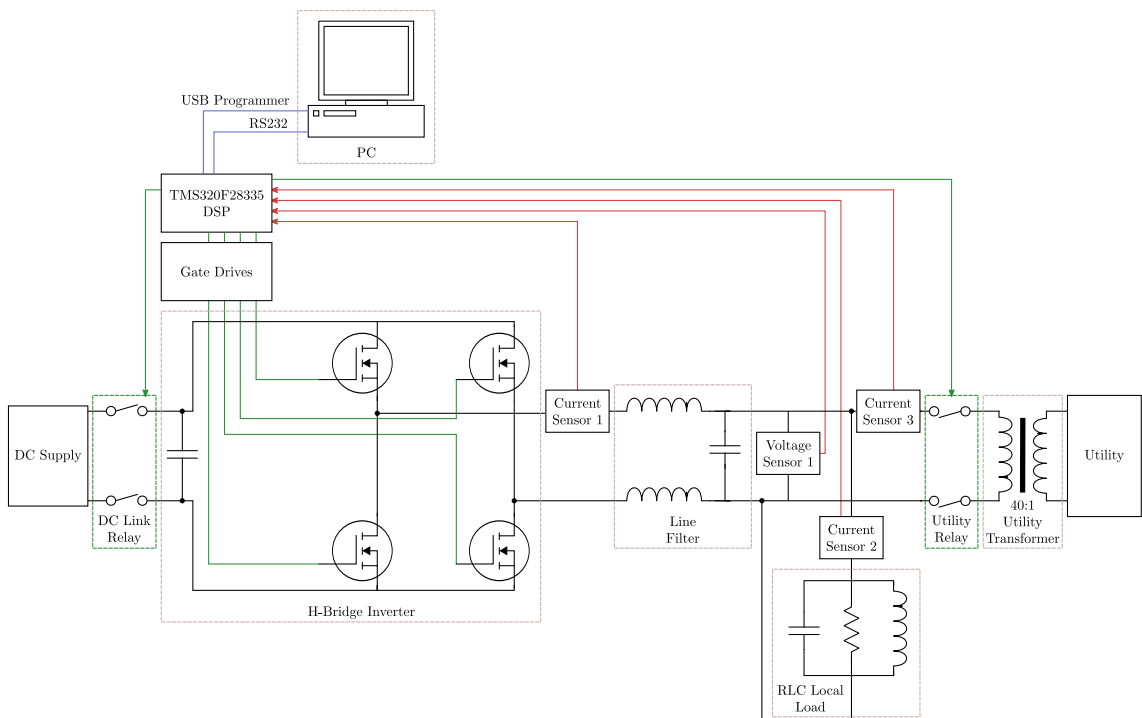 USB Programmer
RS232
PC
TMS320F28335
DSP
Gate Drives
DC Supply
DC Link
Relay
H-Bridge Inverter
Current
Sensor 1
Line
Filter
Voltage
Sensor 1
Current
Sensor 3
Current
Sensor 2
Utility
Relay
40:1
Utility
Transformer
Utility
RLC Local
Load